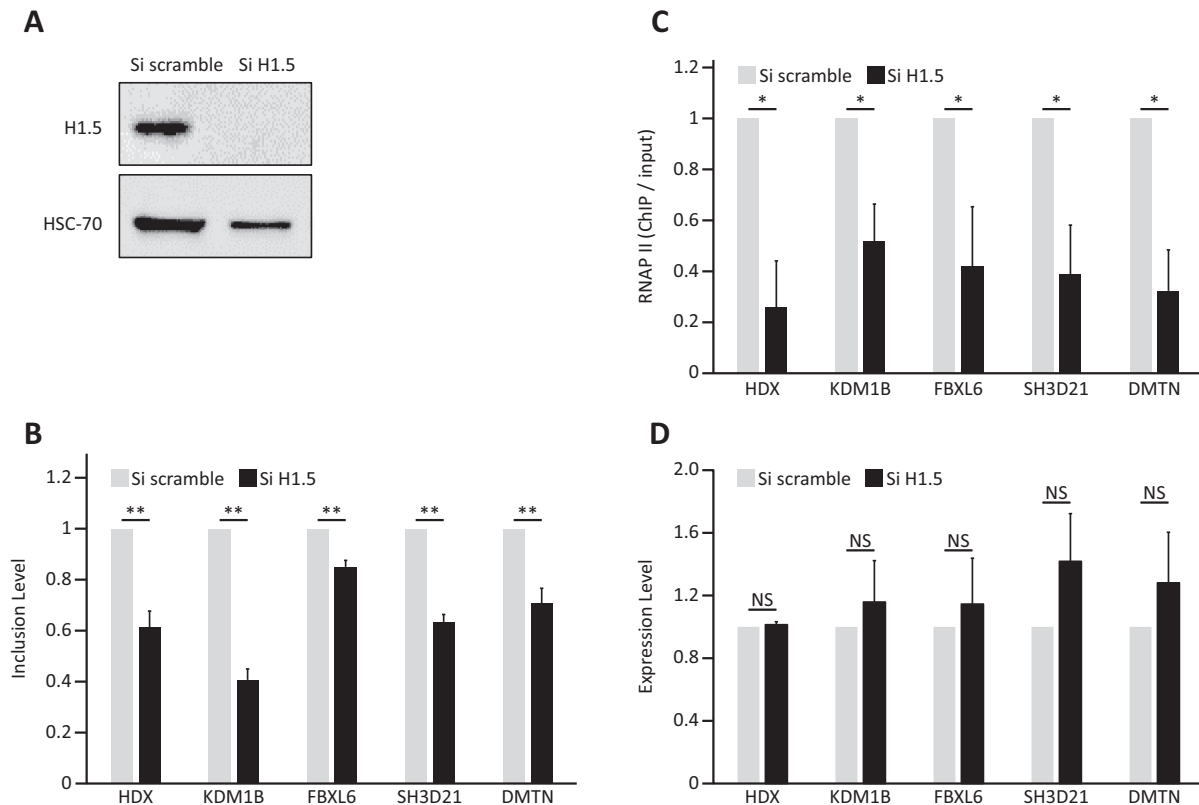 A
Si scramble Si H1.5
H1.5
HSC-70
B
Inclusion Level
1.2
1
0.8
0.6
0.4
0.2
0
Si scramble Si H1.5
** ** ** ** **
HDX KDM1B FBXL6 SH3D21 DMTN
C
RNAP II (ChIP / input)
1.2
1
0.8
0.6
0.4
0.2
0
Si scramble Si H1.5
* * * * *
HDX KDM1B FBXL6 SH3D21 DMTN
D
Expression Level
2.0
1.6
1.2
0.8
0.4
0
Si scramble Si H1.5
NS NS NS NS NS
HDX KDM1B FBXL6 SH3D21 DMTN